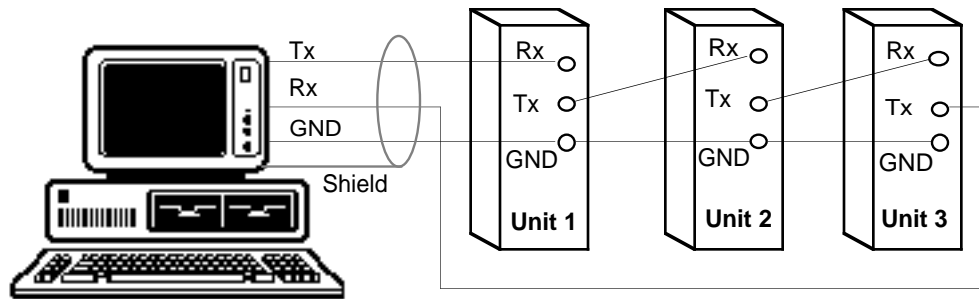 Tx
Rx
GND
Shield
Rx
Tx
GND
Unit 1
Rx
Tx
GND
Unit 2
Rx
Tx
GND
Unit 3